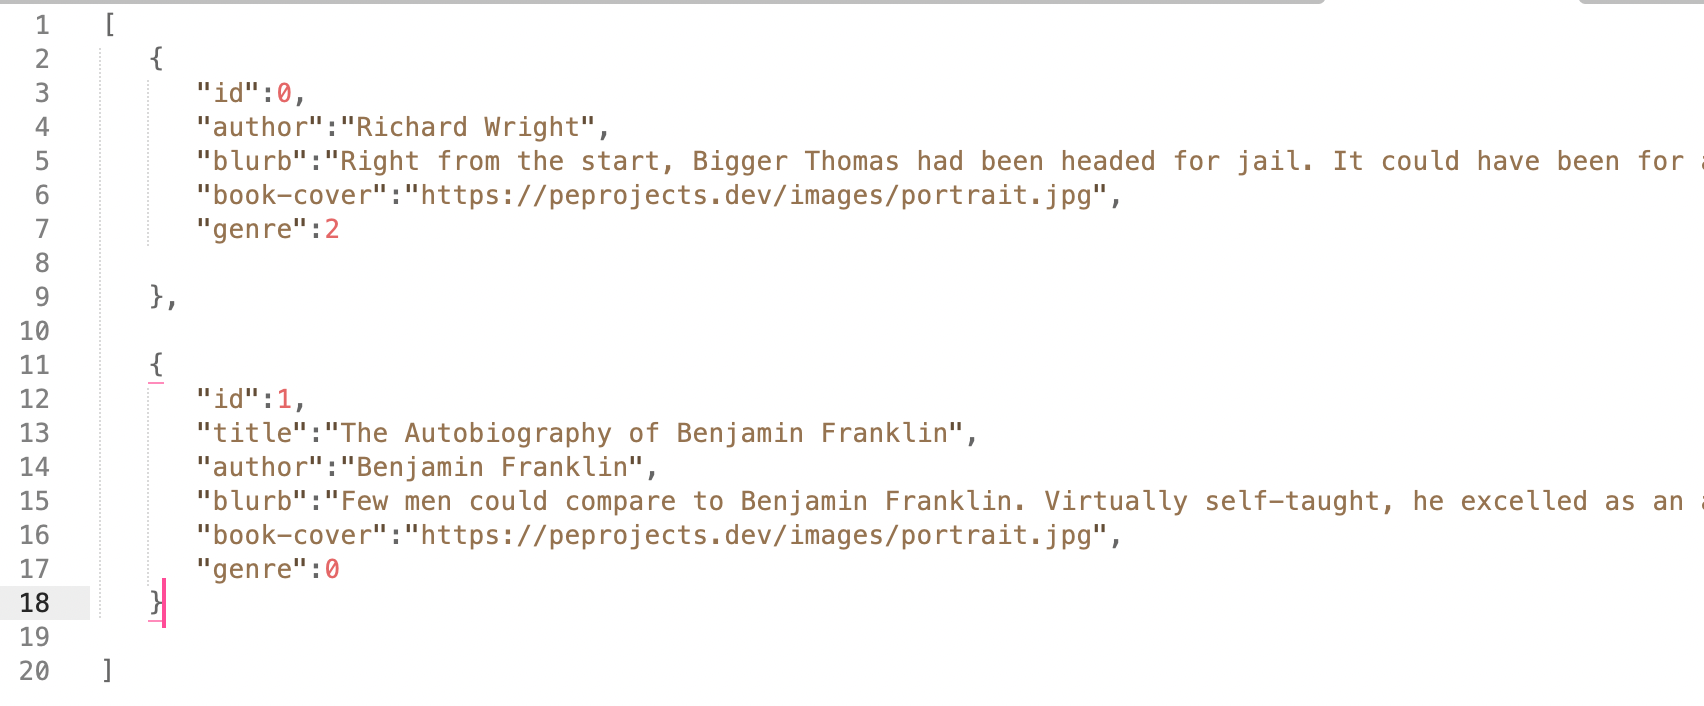 1 [
2 {
3 "id":0,
4 "author":"Richard Wright",
5 "blurb":"Right from the start, Bigger Thomas had been headed for jail. It could have been for
6 "book-cover":"https://peprojects.dev/images/portrait.jpg",
7 "genre":2
8
9 },
10
11 {
12 "id":1,
13 "title":"The Autobiography of Benjamin Franklin",
14 "author":"Benjamin Franklin",
15 "blurb":"Few men could compare to Benjamin Franklin. Virtually self-taught, he excelled as an
16 "book-cover":"https://peprojects.dev/images/portrait.jpg",
17 "genre":0
18 }
19
20 ]